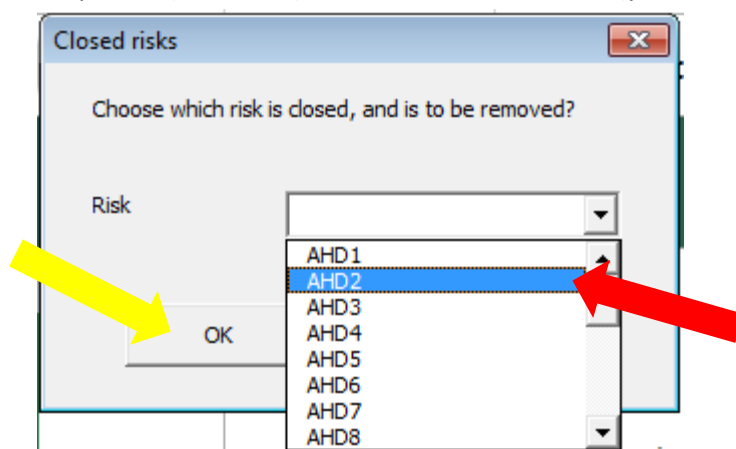 Closed risks
Choose which risk is closed, and is to be removed?
Risk
AHD1
AHD2
AHD3
OK
AHD4
AHD5
AHD6
AHD7
AHD8